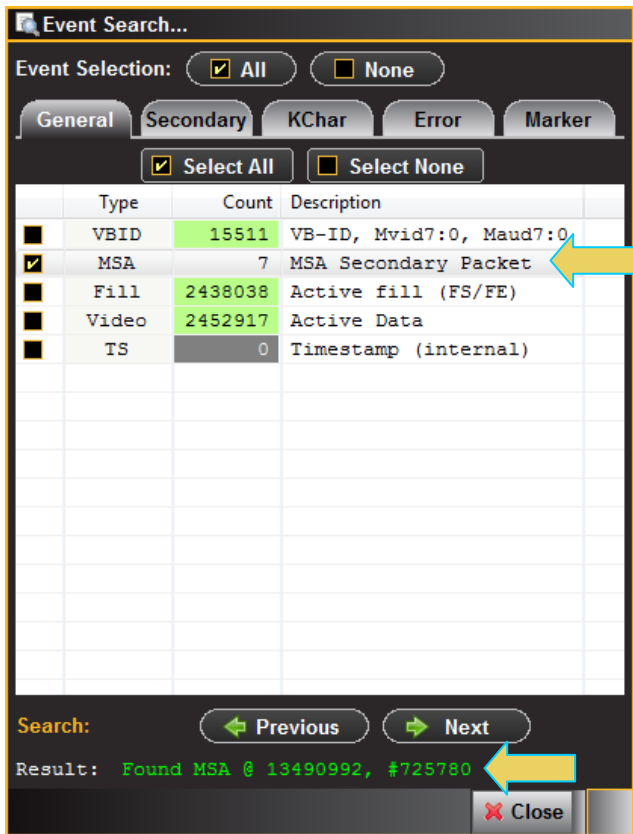 Event Search...
Event Selection: All None
General Secondary KChar Error Marker
Select All Select None
Type Count Description
VBID 15511 VB-ID, Mvid7:0, Maud7:0
MSA 7 MSA Secondary Packet
Fill 2438038 Active fill (FS/FE)
Video 2452917 Active Data
TS 0 Timestamp (internal)
Search: Previous Next
Result: Found MSA @ 13490992, #725780
Close